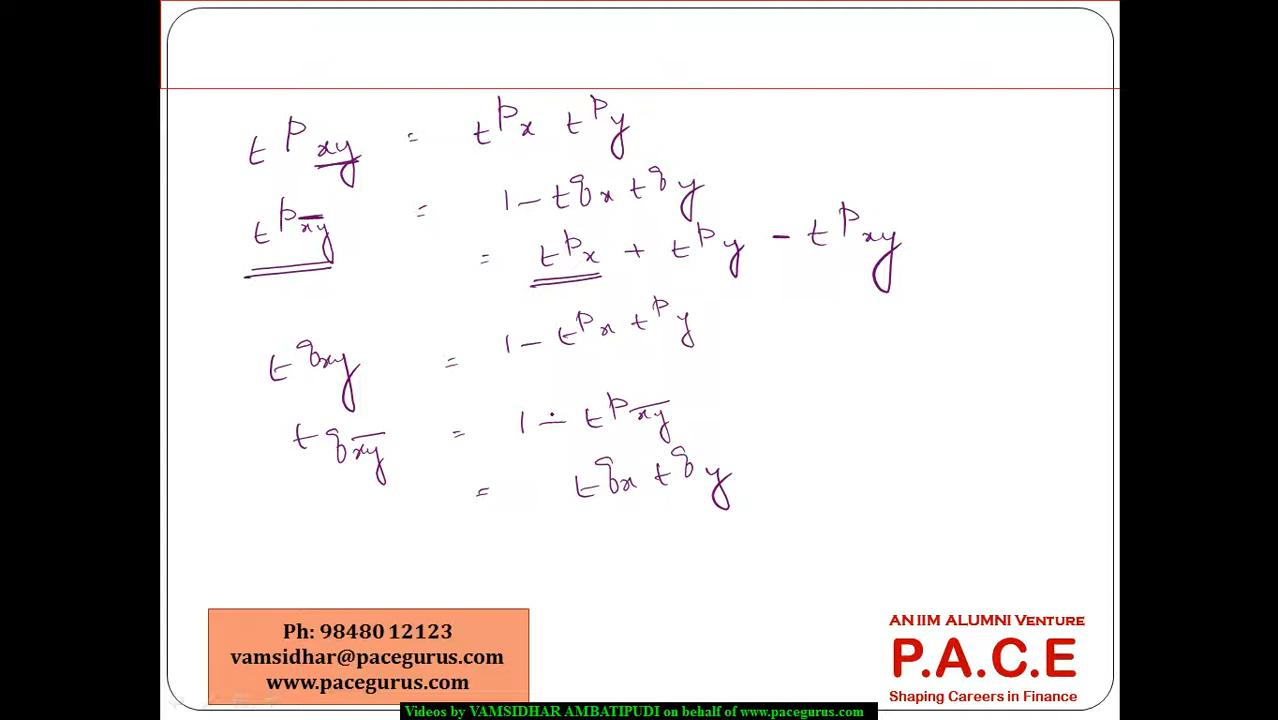 ₜPxy = ₜPx ₜPy
ₜPx̅y̅ = 1 - ₜqx ₜqy
= ₜPx + ₜPy - ₜPxy
ₜqxy = 1 - ₜPx ₜPy
ₜqx̅y̅ = 1 - ₜPx̅y̅
= ₜqx ₜqy
Ph: 98480 12123
vamsidhar@pacegurus.com
www.pacegurus.com
AN IIM ALUMNI VENTURE
P.A.C.E
Shaping Careers in Finance
Videos by VAMSIDHAR AMBATIPUDI on behalf of www.pacegurus.com